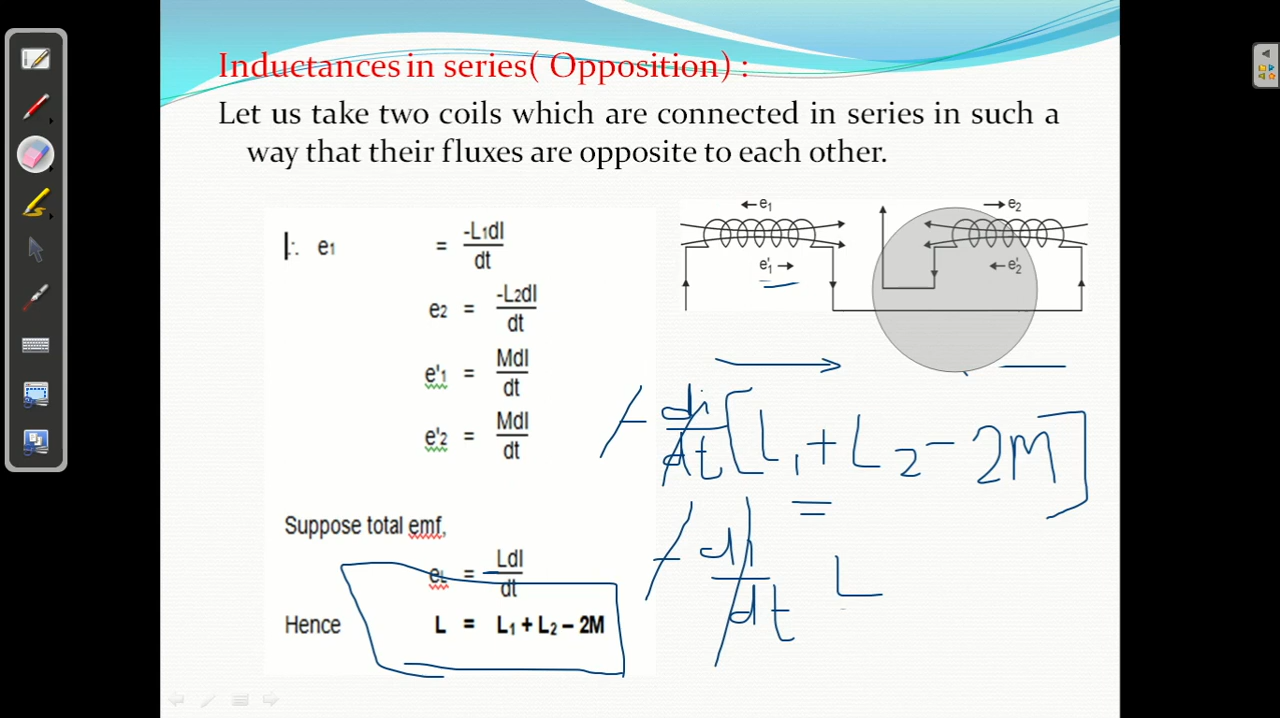 Inductances in series( Opposition) :
Let us take two coils which are connected in series in such a
way that their fluxes are opposite to each other.
∴ e1 = -L1dI/dt
e2 = -L2dI/dt
e'1 = MdI/dt
e'2 = MdI/dt
Suppose total emf,
eL = -LdI/dt
Hence L = L1 + L2 – 2M
←e1
e'1→
→e2
←e'2
- di/dt [L1 + L2 - 2M]
=
- di/dt L